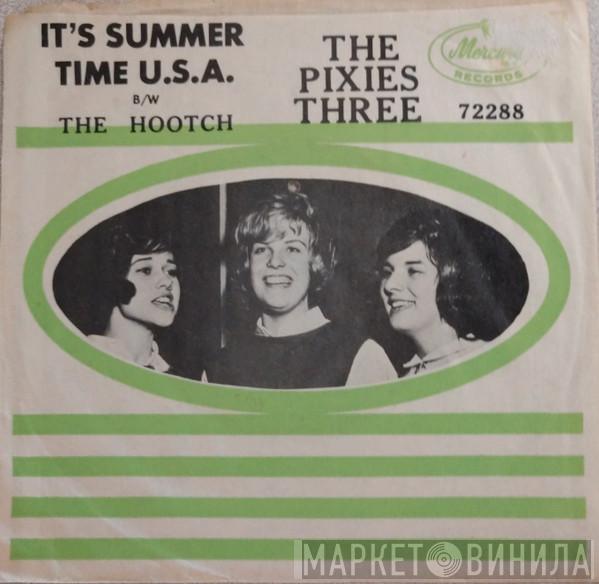 IT'S SUMMER
TIME U.S.A.
B/W
THE HOOTCH
THE
PIXIES
THREE
72288
Mercury
RECORDS
МАРКЕТ ВИНИЛА